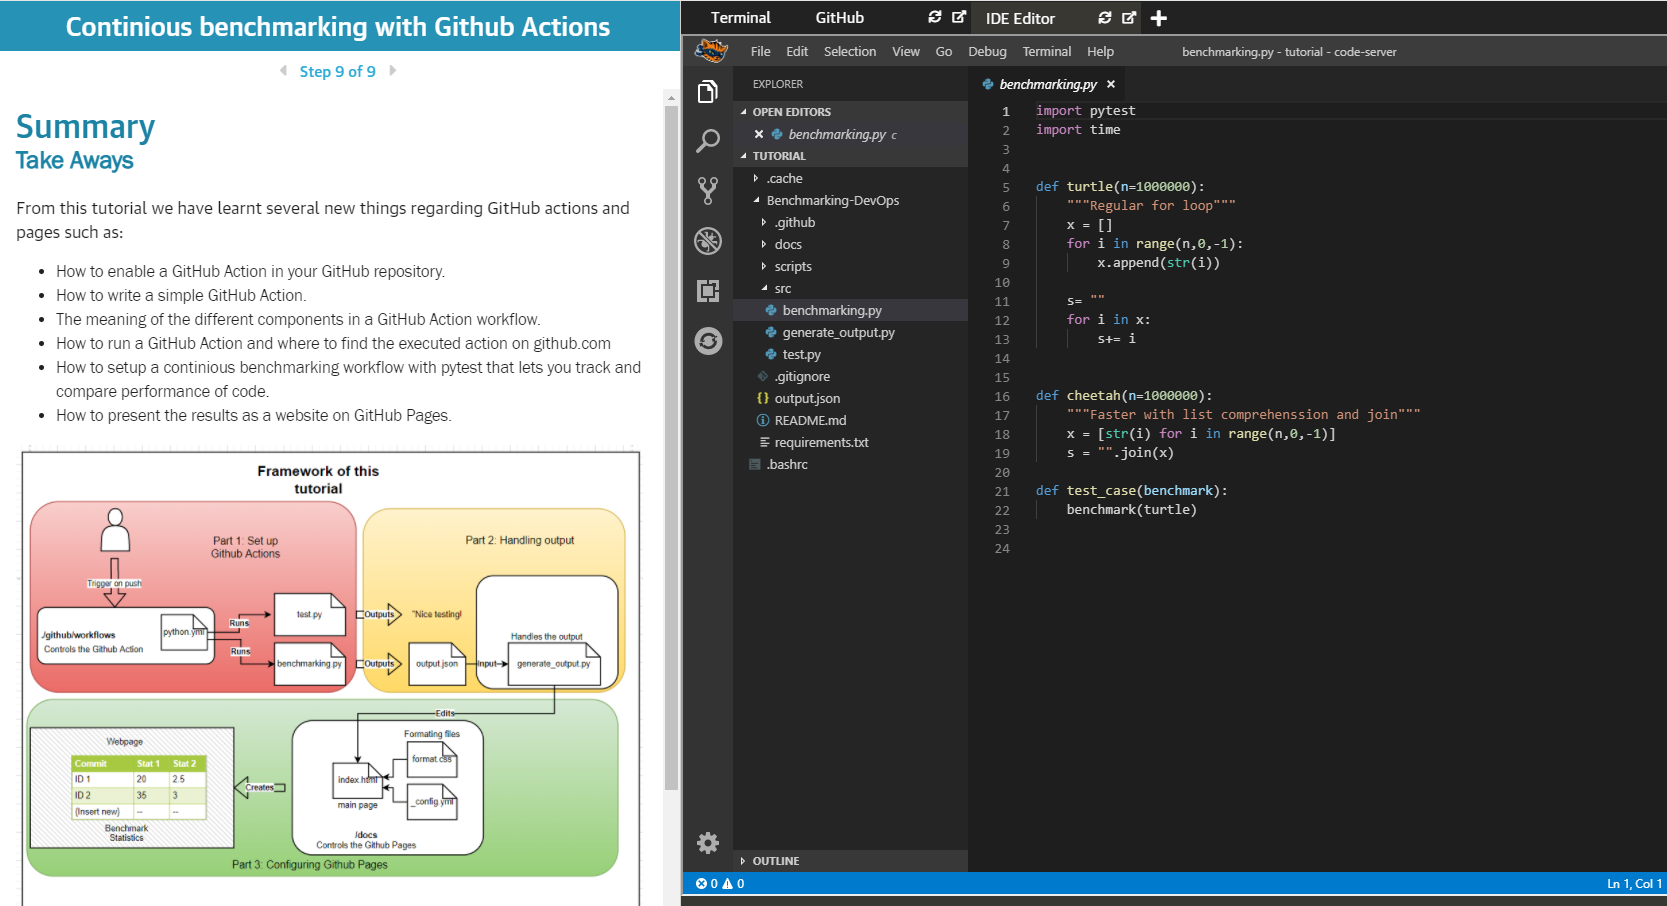 Continious benchmarking with Github Actions
Step 9 of 9
Summary
Take Aways
From this tutorial we have learnt several new things regarding GitHub actions and
pages such as:
• How to enable a GitHub Action in your GitHub repository.
• How to write a simple GitHub Action.
• The meaning of the different components in a GitHub Action workflow.
• How to run a GitHub Action and where to find the executed action on github.com
• How to setup a continious benchmarking workflow with pytest that lets you track and
compare performance of code.
• How to present the results as a website on GitHub Pages.
Framework of this
tutorial
Part 1: Set up
Github Actions
Trigger on push
./github/workflows
Controls the Github Action
python.yml
Runs
Runs
test.py
benchmarking.py
Part 2: Handling output
Outputs
"Nice testing!
Outputs
output.json
Input
Handles the output
generate_output.py
Edits
Webpage
Commit Stat 1 Stat 2
ID 1 20 2.5
ID 2 35 3
(Insert new) -- --
Benchmark
Statistics
Creates
Formating files
format.css
index.html
main page
_config.yml
/docs
Controls the Github Pages
Part 3: Configuring Github Pages
Terminal GitHub IDE Editor
File Edit Selection View Go Debug Terminal Help benchmarking.py - tutorial - code-server
EXPLORER
OPEN EDITORS
benchmarking.py c
TUTORIAL
.cache
Benchmarking-DevOps
.github
docs
scripts
src
benchmarking.py
generate_output.py
test.py
.gitignore
output.json
README.md
requirements.txt
.bashrc
OUTLINE
benchmarking.py
1 import pytest
2 import time
3
4
5 def turtle(n=1000000):
6 """Regular for loop"""
7 x = []
8 for i in range(n,0,-1):
9 x.append(str(i))
10
11 s= ""
12 for i in x:
13 s+= i
14
15
16 def cheetah(n=1000000):
17 """Faster with list comprehenssion and join"""
18 x = [str(i) for i in range(n,0,-1)]
19 s = "".join(x)
20
21 def test_case(benchmark):
22 benchmark(turtle)
23
24
0 0
Ln 1, Col 1